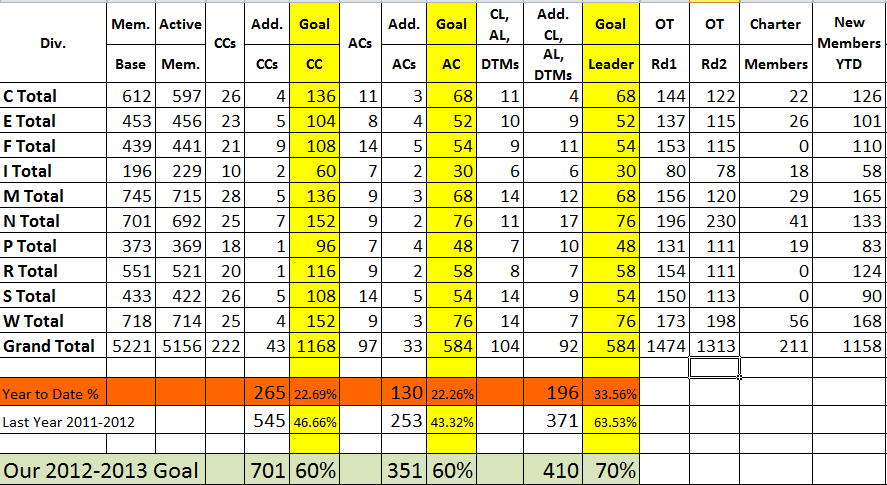 Div. Mem. Base Active Mem. CCs Add. CCs Goal CC ACs Add. ACs Goal AC CL, AL, DTMs Add. CL, AL, DTMs Goal Leader OT Rd1 OT Rd2 Charter Members New Members YTD
C Total 612 597 26 4 136 11 3 68 11 4 68 144 122 22 126
E Total 453 456 23 5 104 8 4 52 10 9 52 137 115 26 101
F Total 439 441 21 9 108 14 5 54 9 11 54 153 115 0 110
I Total 196 229 10 2 60 7 2 30 6 6 30 80 78 18 58
M Total 745 715 28 5 136 9 3 68 14 12 68 156 120 29 165
N Total 701 692 25 7 152 9 2 76 11 17 76 196 230 41 133
P Total 373 369 18 1 96 7 4 48 7 10 48 131 111 19 83
R Total 551 521 20 1 116 9 2 58 8 7 58 154 111 0 124
S Total 433 422 26 5 108 14 5 54 14 9 54 150 113 0 90
W Total 718 714 25 4 152 9 3 76 14 7 76 173 198 56 168
Grand Total 5221 5156 222 43 1168 97 33 584 104 92 584 1474 1313 211 1158
Year to Date % 265 22.69% 130 22.26% 196 33.56%
Last Year 2011-2012 545 46.66% 253 43.32% 371 63.53%
Our 2012-2013 Goal 701 60% 351 60% 410 70%